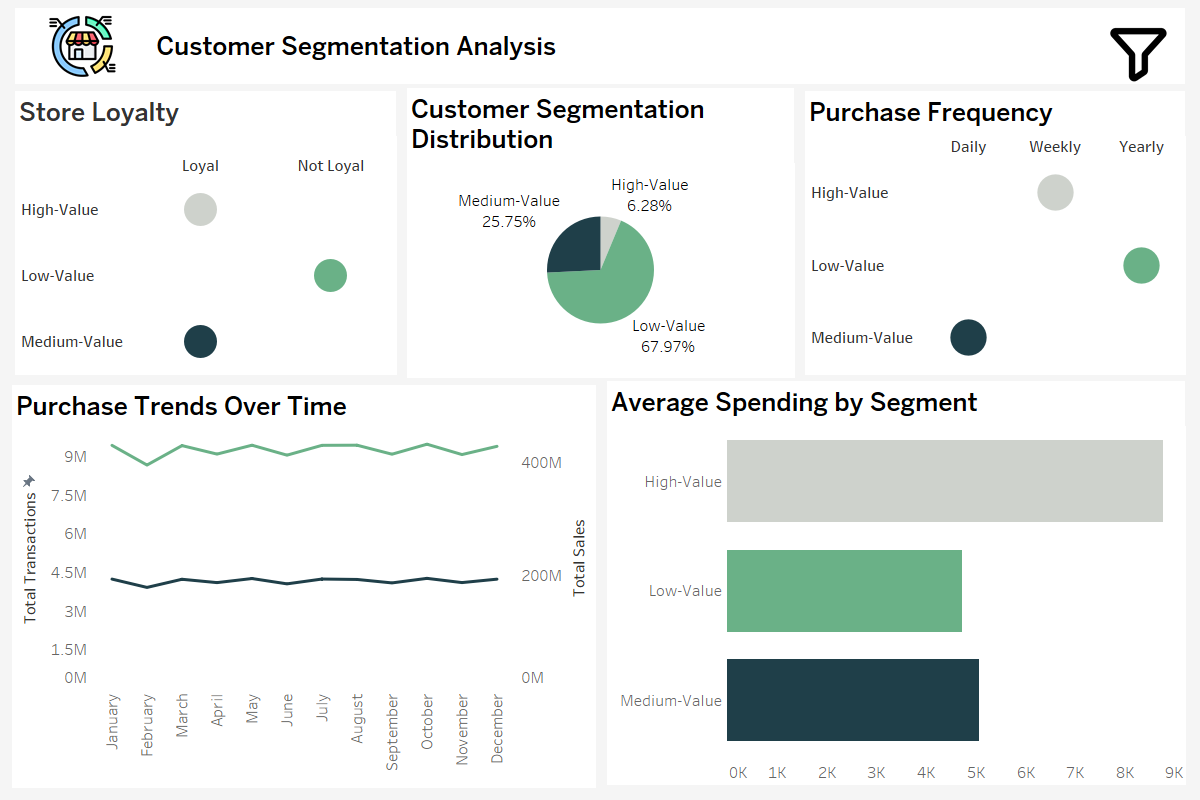 Customer Segmentation Analysis
Store Loyalty
Loyal Not Loyal
High-Value
Low-Value
Medium-Value
Customer Segmentation
Distribution
High-Value
6.28%
Medium-Value
25.75%
Low-Value
67.97%
Purchase Frequency
Daily Weekly Yearly
High-Value
Low-Value
Medium-Value
Purchase Trends Over Time
Total Transactions
9M
7.5M
6M
4.5M
3M
1.5M
0M
400M
200M
0M
Total Sales
January
February
March
April
May
June
July
August
September
October
November
December
Average Spending by Segment
High-Value
Low-Value
Medium-Value
0K 1K 2K 3K 4K 5K 6K 7K 8K 9K